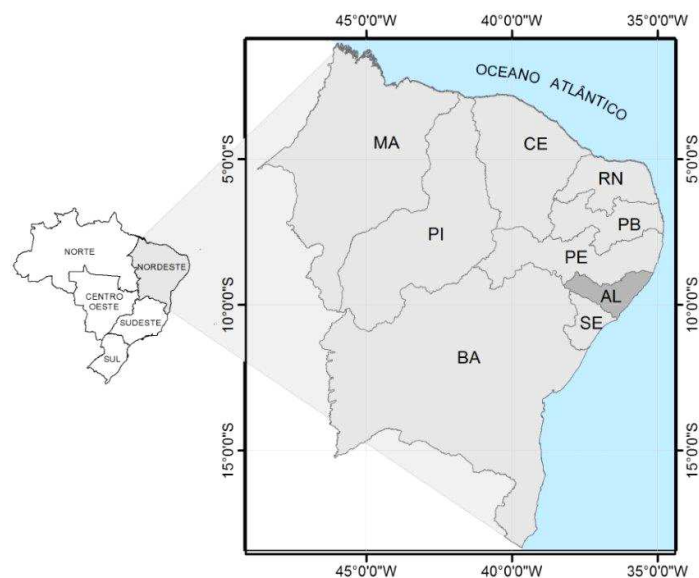 45°0'0"W 40°0'0"W 35°0'0"W
OCEANO ATLÂNTICO
MA
CE
RN
PB
PI
PE
AL
SE
BA
5°0'0"S
10°0'0"S
15°0'0"S
5°0'0"S
10°0'0"S
15°0'0"S
NORTE
NORDESTE
CENTRO
OESTE
SUDESTE
SUL
45°0'0"W 40°0'0"W 35°0'0"W